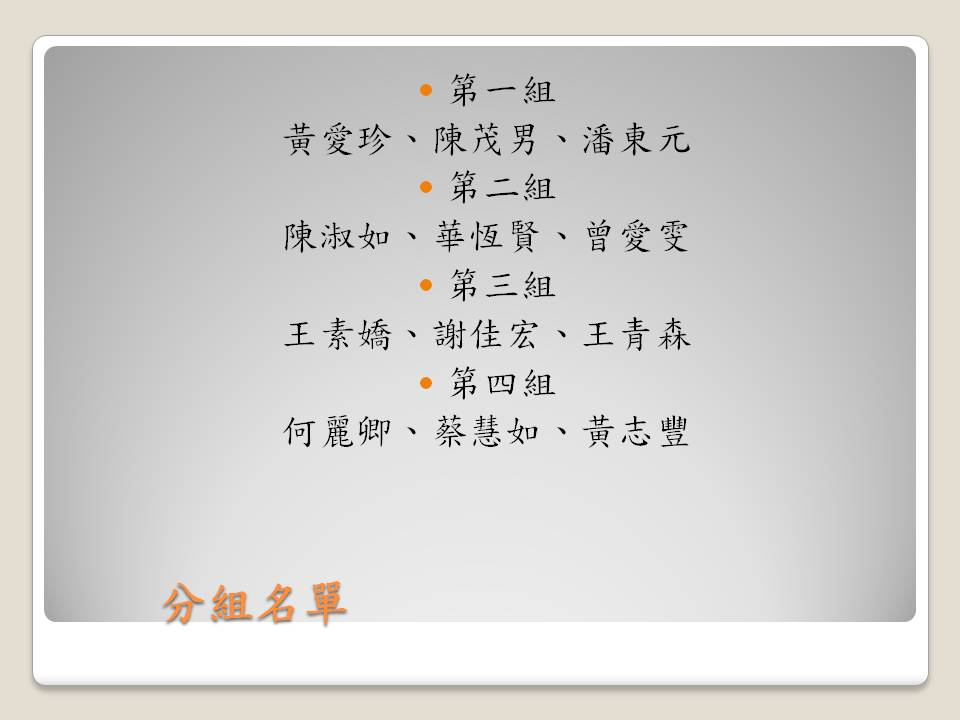 • 第一組
黃愛珍、陳茂男、潘東元
• 第二組
陳淑如、華恆賢、曾愛雯
• 第三組
王素嬌、謝佳宏、王青森
• 第四組
何麗卿、蔡慧如、黃志豐
分組名單